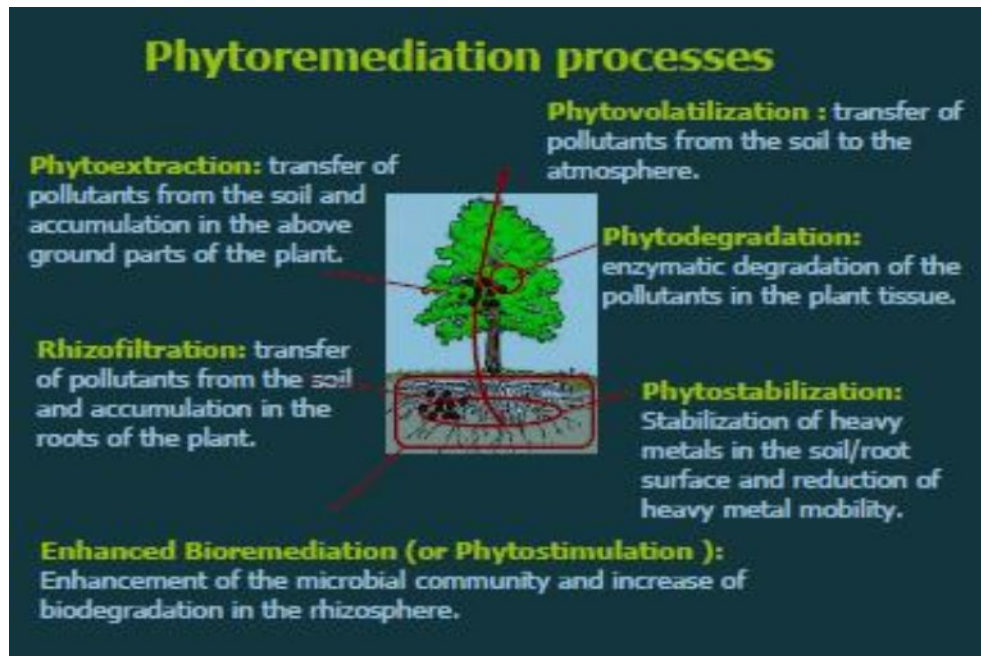 Phytoremediation processes
Phytovolatilization : transfer of
pollutants from the soil to the
atmosphere.
Phytoextraction: transfer of
pollutants from the soil and
accumulation in the above
ground parts of the plant.
Phytodegradation:
enzymatic degradation of the
pollutants in the plant tissue.
Rhizofiltration: transfer
of pollutants from the soil
and accumulation in the
roots of the plant.
Phytostabilization:
Stabilization of heavy
metals in the soil/root
surface and reduction of
heavy metal mobility.
Enhanced Bioremediation (or Phytostimulation ):
Enhancement of the microbial community and increase of
biodegradation in the rhizosphere.